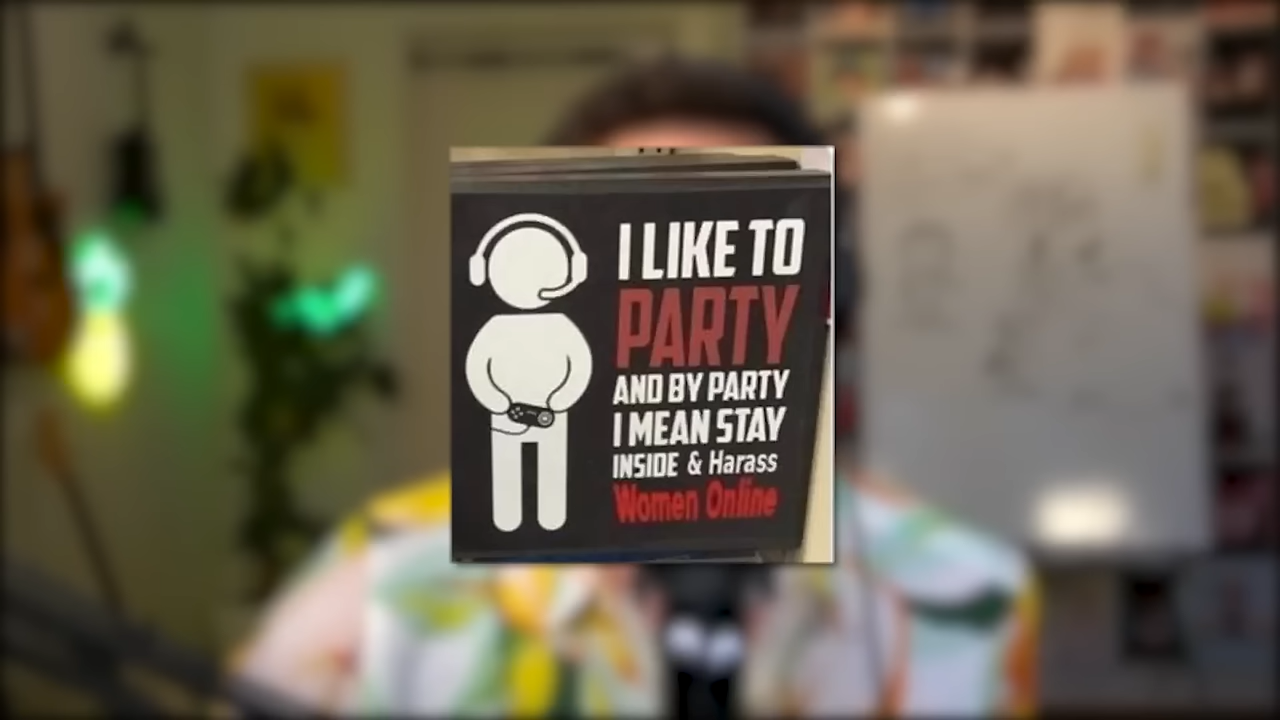 I LIKE TO
PARTY
AND BY PARTY
I MEAN STAY
INSIDE & Harass
Women Online